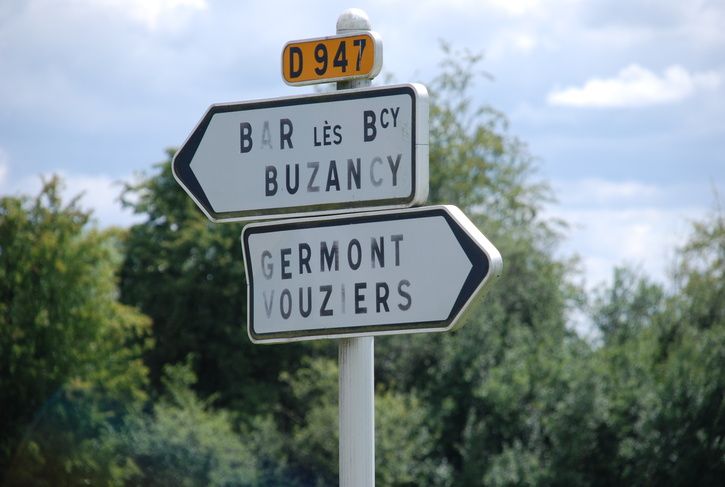 D 947
BAR LÈS BCY
BUZANCY
GERMONT
VOUZIERS